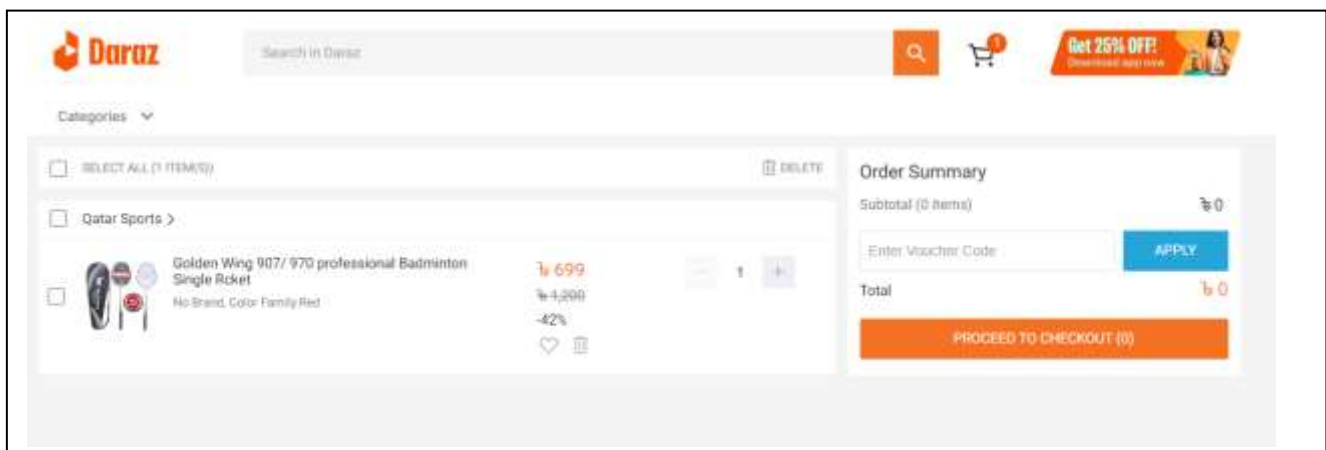 Daraz
Search in Daraz
1
Get 25% OFF!
Download app now
Categories
SELECT ALL (1 ITEM(S))
DELETE
Qatar Sports >
Golden Wing 907/ 970 professional Badminton
Single Rcket
No Brand, Color Family:Red
৳ 699
৳ 1,200
-42%
1
Order Summary
Subtotal (0 items)
৳ 0
Enter Voucher Code
APPLY
Total
৳ 0
PROCEED TO CHECKOUT (0)